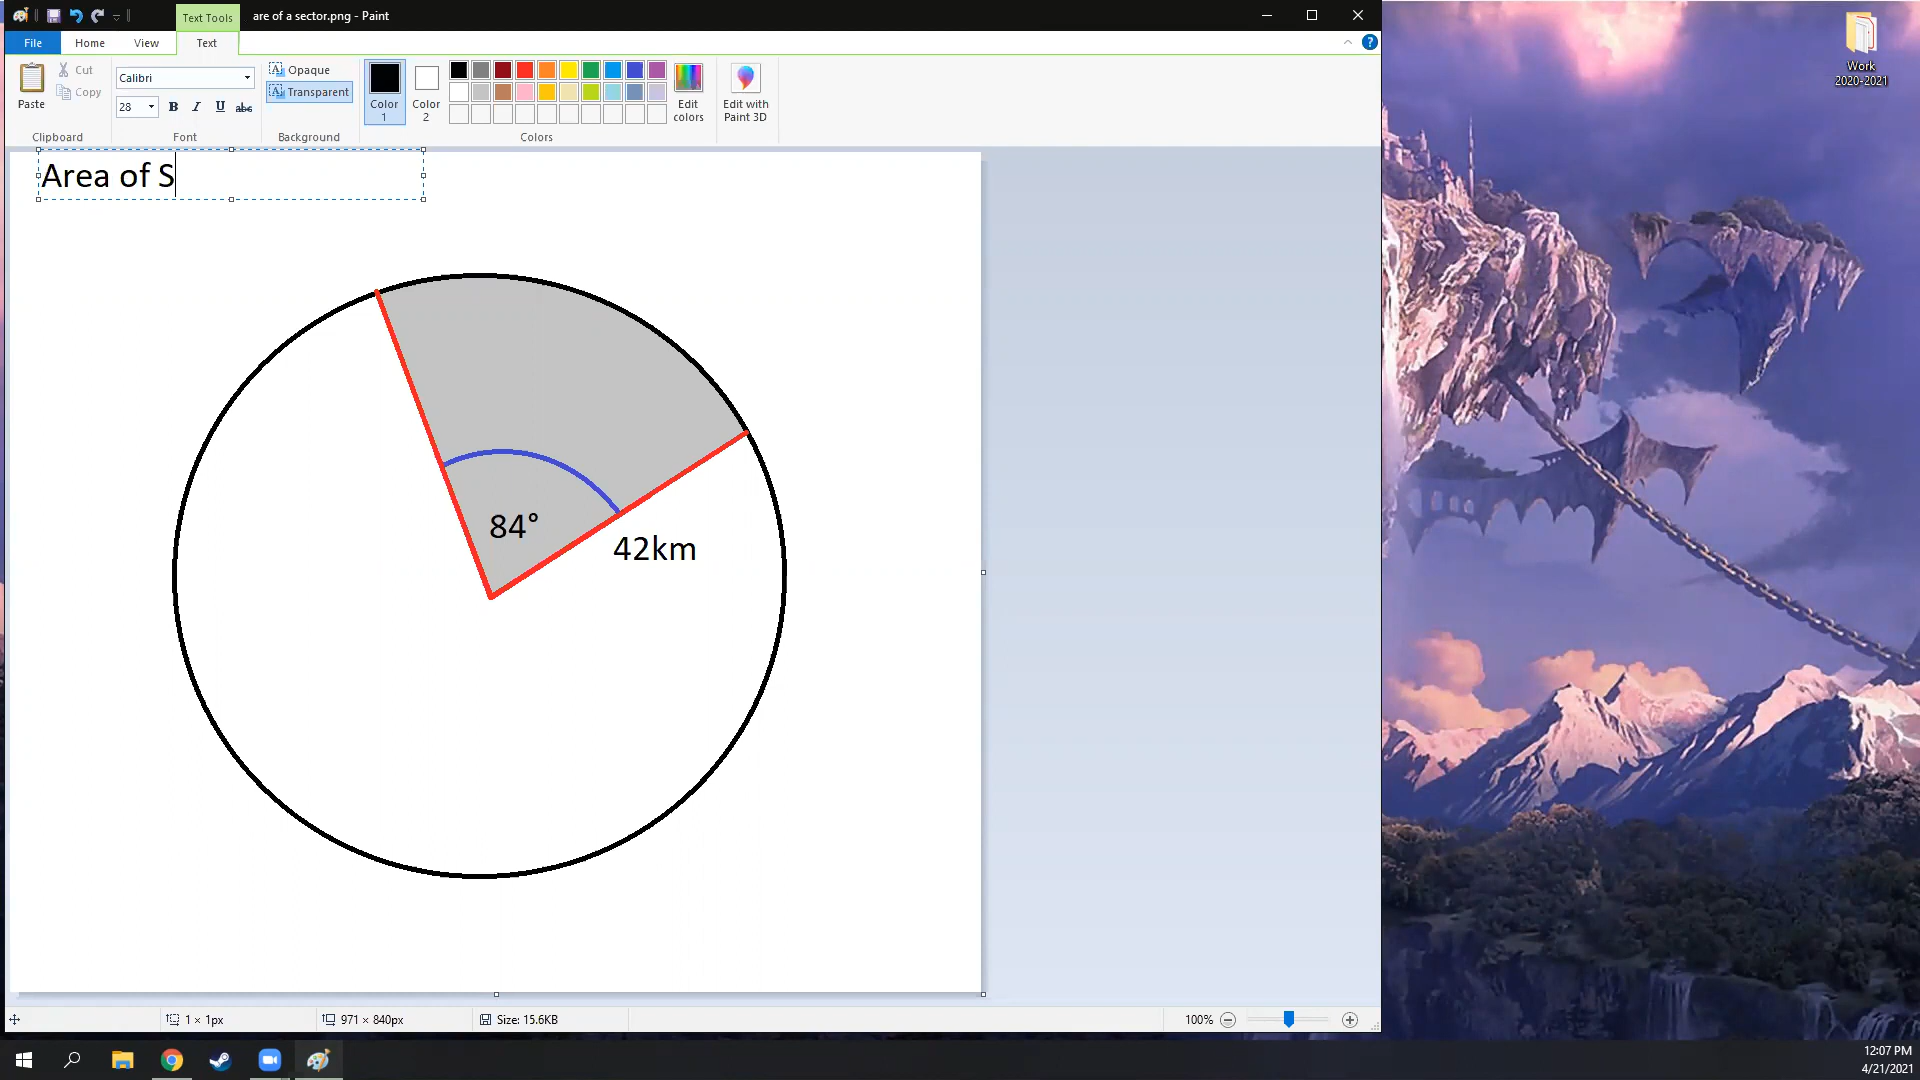 Text Tools
are of a sector.png - Paint
File
Home
View
Text
Paste
Cut
Copy
Clipboard
Calibri
28
B I U abc
Font
Opaque
Transparent
Background
Color 1
Color 2
Edit colors
Colors
Edit with Paint 3D
Area of S
84°
42km
1 × 1px
971 × 840px
Size: 15.6KB
100%
Work
2020-2021
12:07 PM
4/21/2021